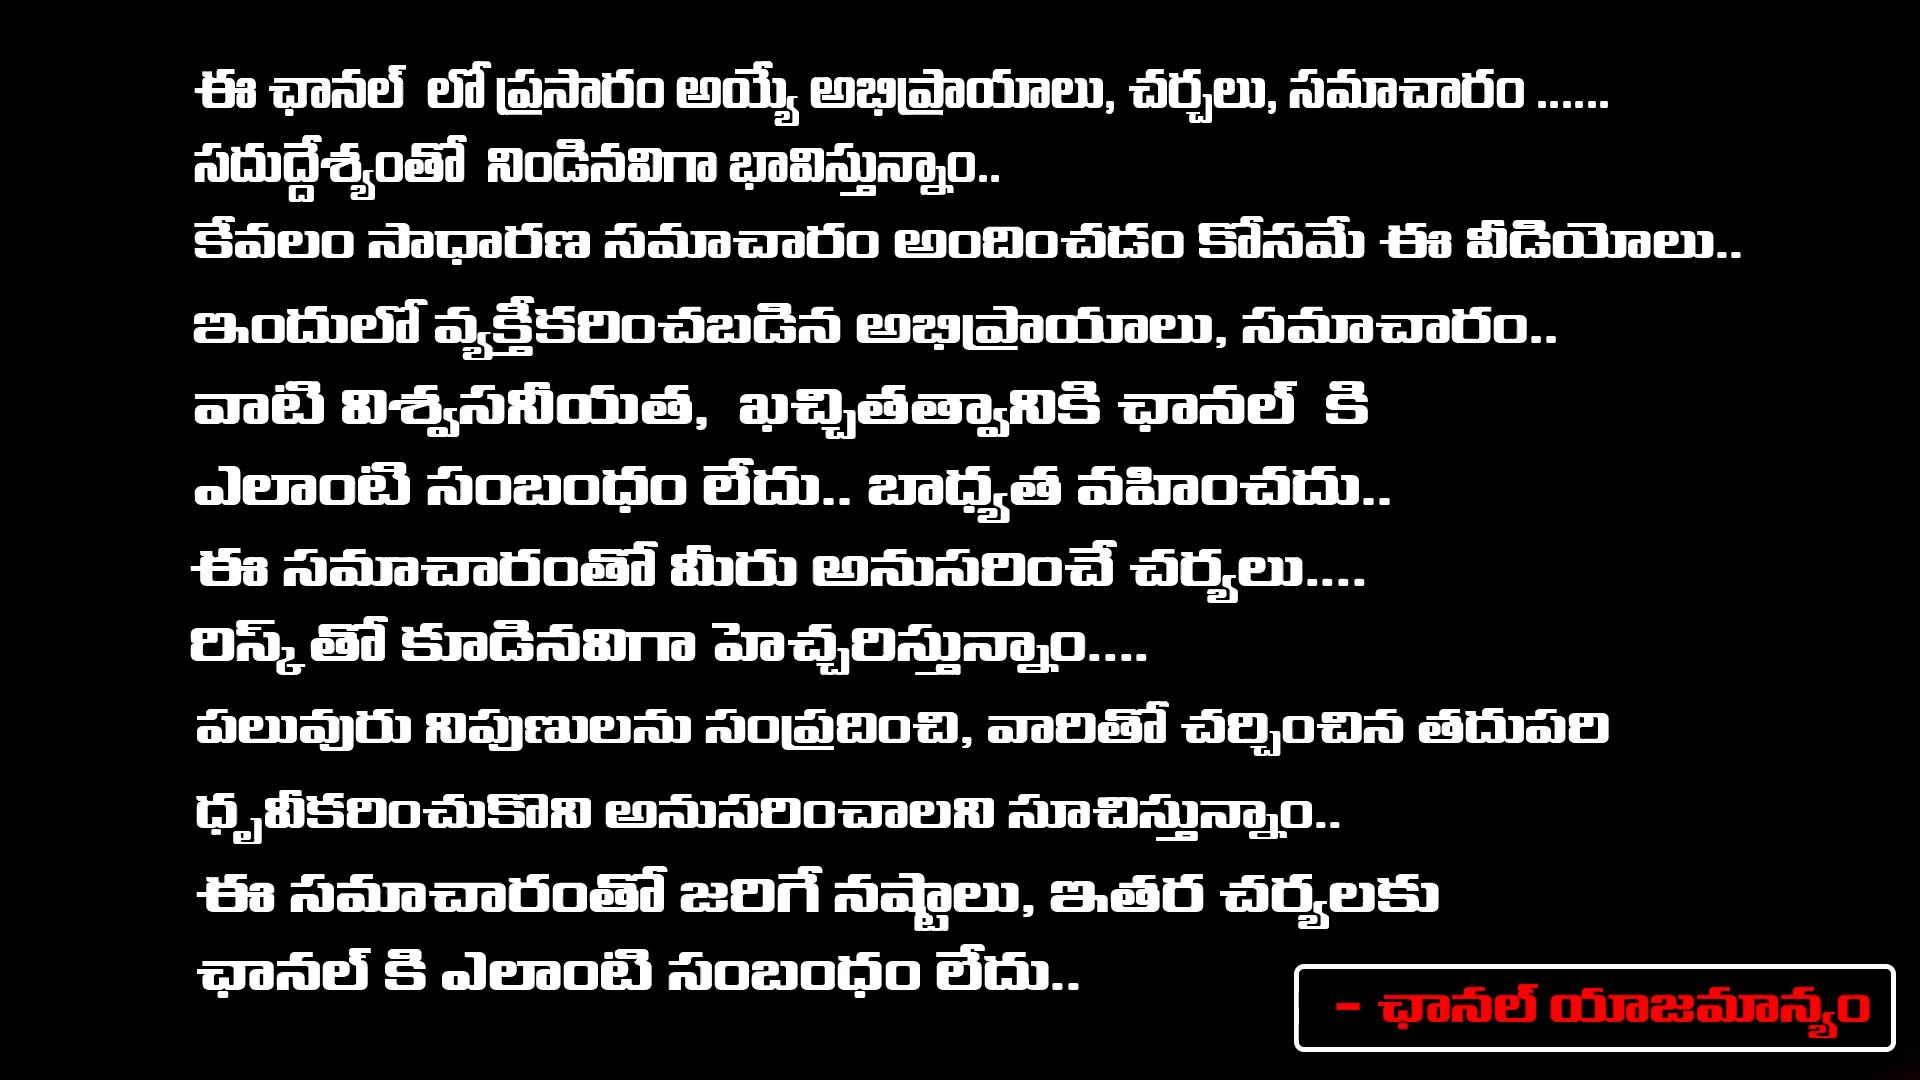 ఈ ఛానల్ లో ప్రసారం అయ్యే అభిప్రాయాలు, చర్చలు, సమాచారం ......
సదుద్దేశ్యంతో నిండినవిగా భావిస్తున్నాం..
కేవలం సాధారణ సమాచారం అందించడం కోసమే ఈ వీడియోలు..
ఇందులో వ్యక్తీకరించబడిన అభిప్రాయాలు, సమాచారం..
వాటి విశ్వసనీయత, ఖచ్చితత్వానికి ఛానల్ కి
ఎలాంటి సంబంధం లేదు.. బాధ్యత వహించదు..
ఈ సమాచారంతో మీరు అనుసరించే చర్యలు....
రిస్క్ తో కూడినవిగా హెచ్చరిస్తున్నాం....
పలువురు నిపుణులను సంప్రదించి, వారితో చర్చించిన తదుపరి
ధృవీకరించుకొని అనుసరించాలని సూచిస్తున్నాం..
ఈ సమాచారంతో జరిగే నష్టాలు, ఇతర చర్యలకు
ఛానల్ కి ఎలాంటి సంబంధం లేదు..
- ఛానల్ యాజమాన్యం